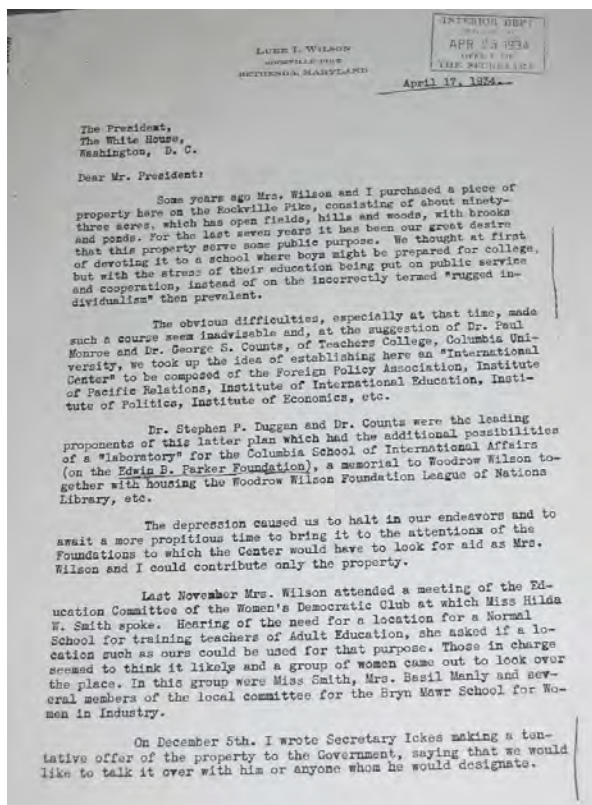 LUKE I. WILSON
ROCKVILLE PIKE
BETHESDA, MARYLAND
INTERIOR DEPT
APR 25 1934
OFFICE OF
THE SECRETARY
April 17, 1934.
The President,
The White House,
Washington, D. C.
Dear Mr. President:
Some years ago Mrs. Wilson and I purchased a piece of
property here on the Rockville Pike, consisting of about ninety-
three acres, which has open fields, hills and woods, with brooks
and ponds. For the last seven years it has been our great desire
that this property serve some public purpose. We thought at first
of devoting it to a school where boys might be prepared for college,
but with the stress of their education being put on public service
and cooperation, instead of on the incorrectly termed "rugged in-
dividualism" then prevalent.
The obvious difficulties, especially at that time, made
such a course seem inadvisable and, at the suggestion of Dr. Paul
Monroe and Dr. George S. Counts, of Teachers College, Columbia Uni-
versity, we took up the idea of establishing here an "International
Center" to be composed of the Foreign Policy Association, Institute
of Pacific Relations, Institute of International Education, Insti-
tute of Politics, Institute of Economics, etc.
Dr. Stephen P. Duggan and Dr. Counts were the leading
proponents of this latter plan which had the additional possibilities
of a "laboratory" for the Columbia School of International Affairs
(on the Edwin B. Parker Foundation), a memorial to Woodrow Wilson to-
gether with housing the Woodrow Wilson Foundation League of Nations
Library, etc.
The depression caused us to halt in our endeavors and to
await a more propitious time to bring it to the attentions of the
Foundations to which the Center would have to look for aid as Mrs.
Wilson and I could contribute only the property.
Last November Mrs. Wilson attended a meeting of the Ed-
ucation Committee of the Women's Democratic Club at which Miss Hilda
W. Smith spoke. Hearing of the need for a location for a Normal
School for training teachers of Adult Education, she asked if a lo-
cation such as ours could be used for that purpose. Those in charge
seemed to think it likely and a group of women came out to look over
the place. In this group were Miss Smith, Mrs. Basil Manly and sev-
eral members of the local committee for the Bryn Mawr School for Wo-
men in Industry.
On December 5th. I wrote Secretary Ickes making a ten-
tative offer of the property to the Government, saying that we would
like to talk it over with him or anyone whom he would designate.